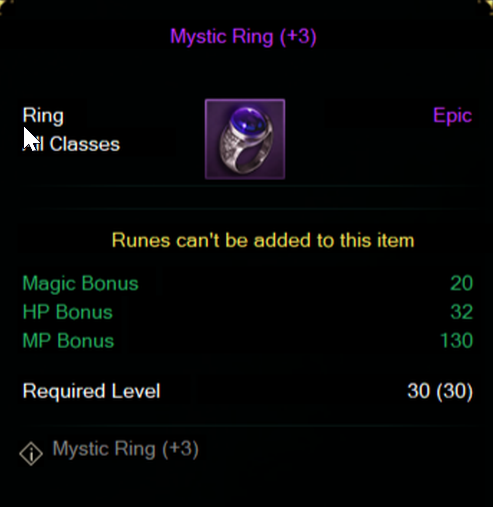 Mystic Ring (+3)
Ring
Epic
All Classes
Runes can't be added to this item
Magic Bonus 20
HP Bonus 32
MP Bonus 130
Required Level 30 (30)
Mystic Ring (+3)